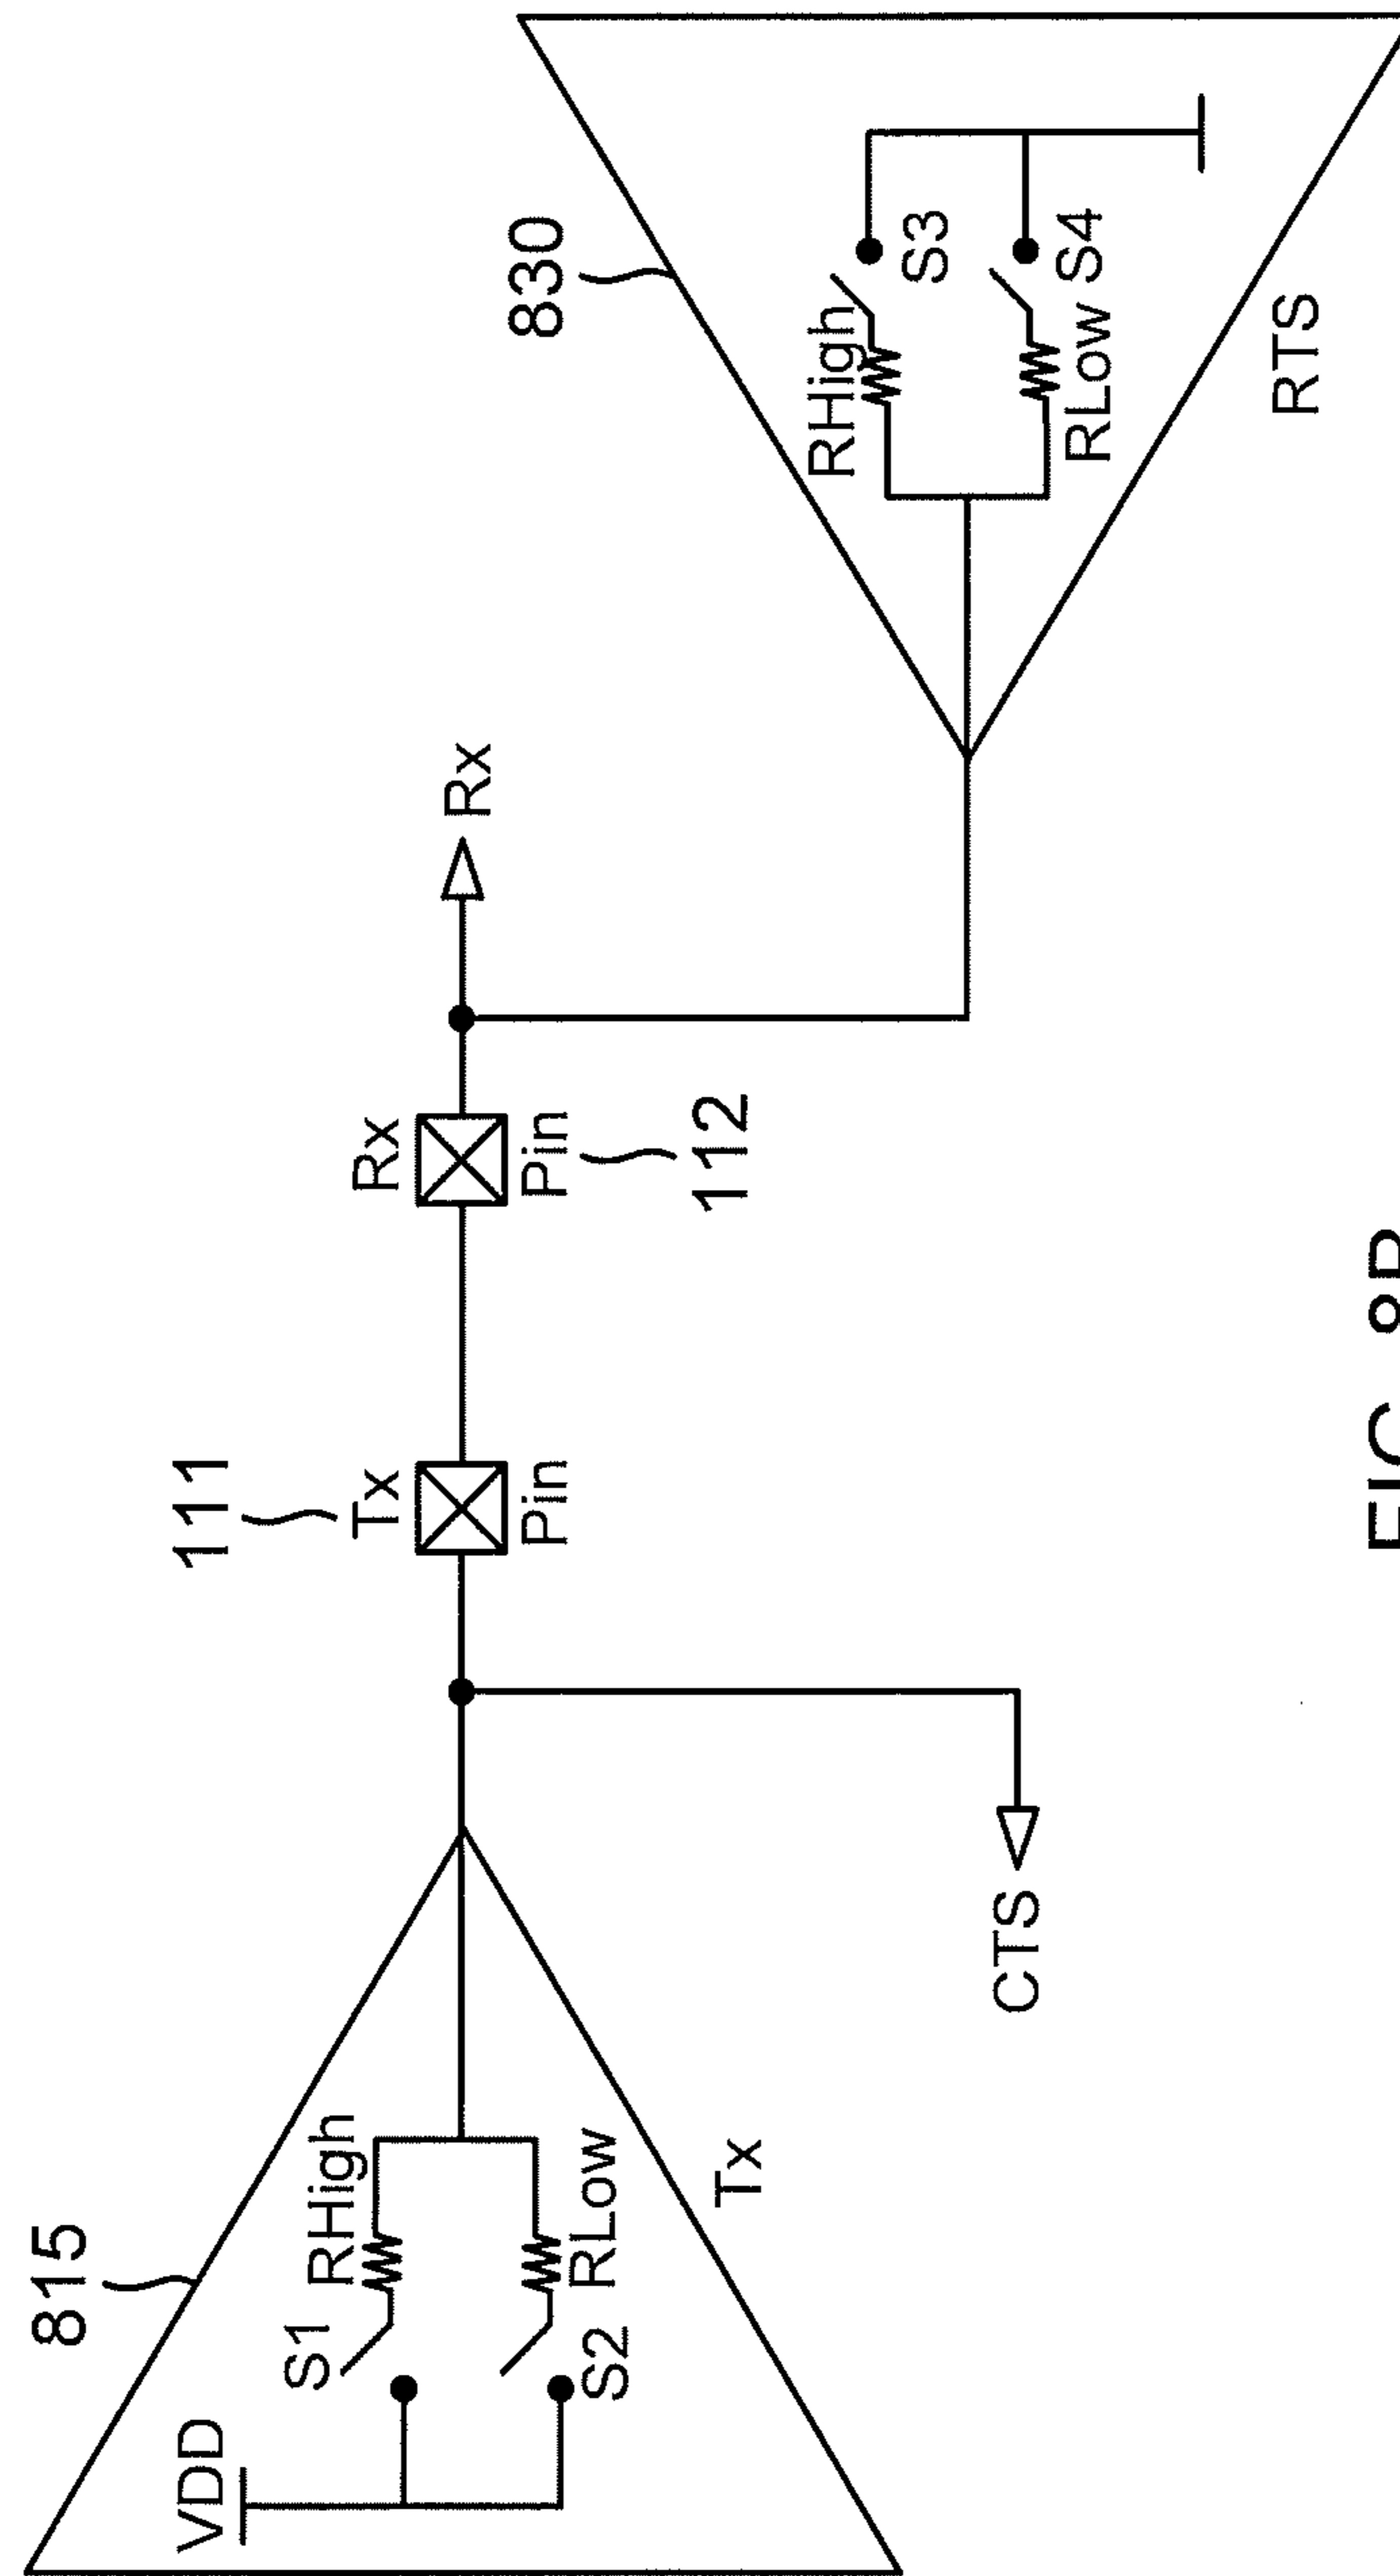 815
VDD
S1
RHigh
S2
RLow
Tx
CTS
111
Tx
Pin
Rx
Pin
112
Rx
830
RHigh
S3
RLow
S4
RTS